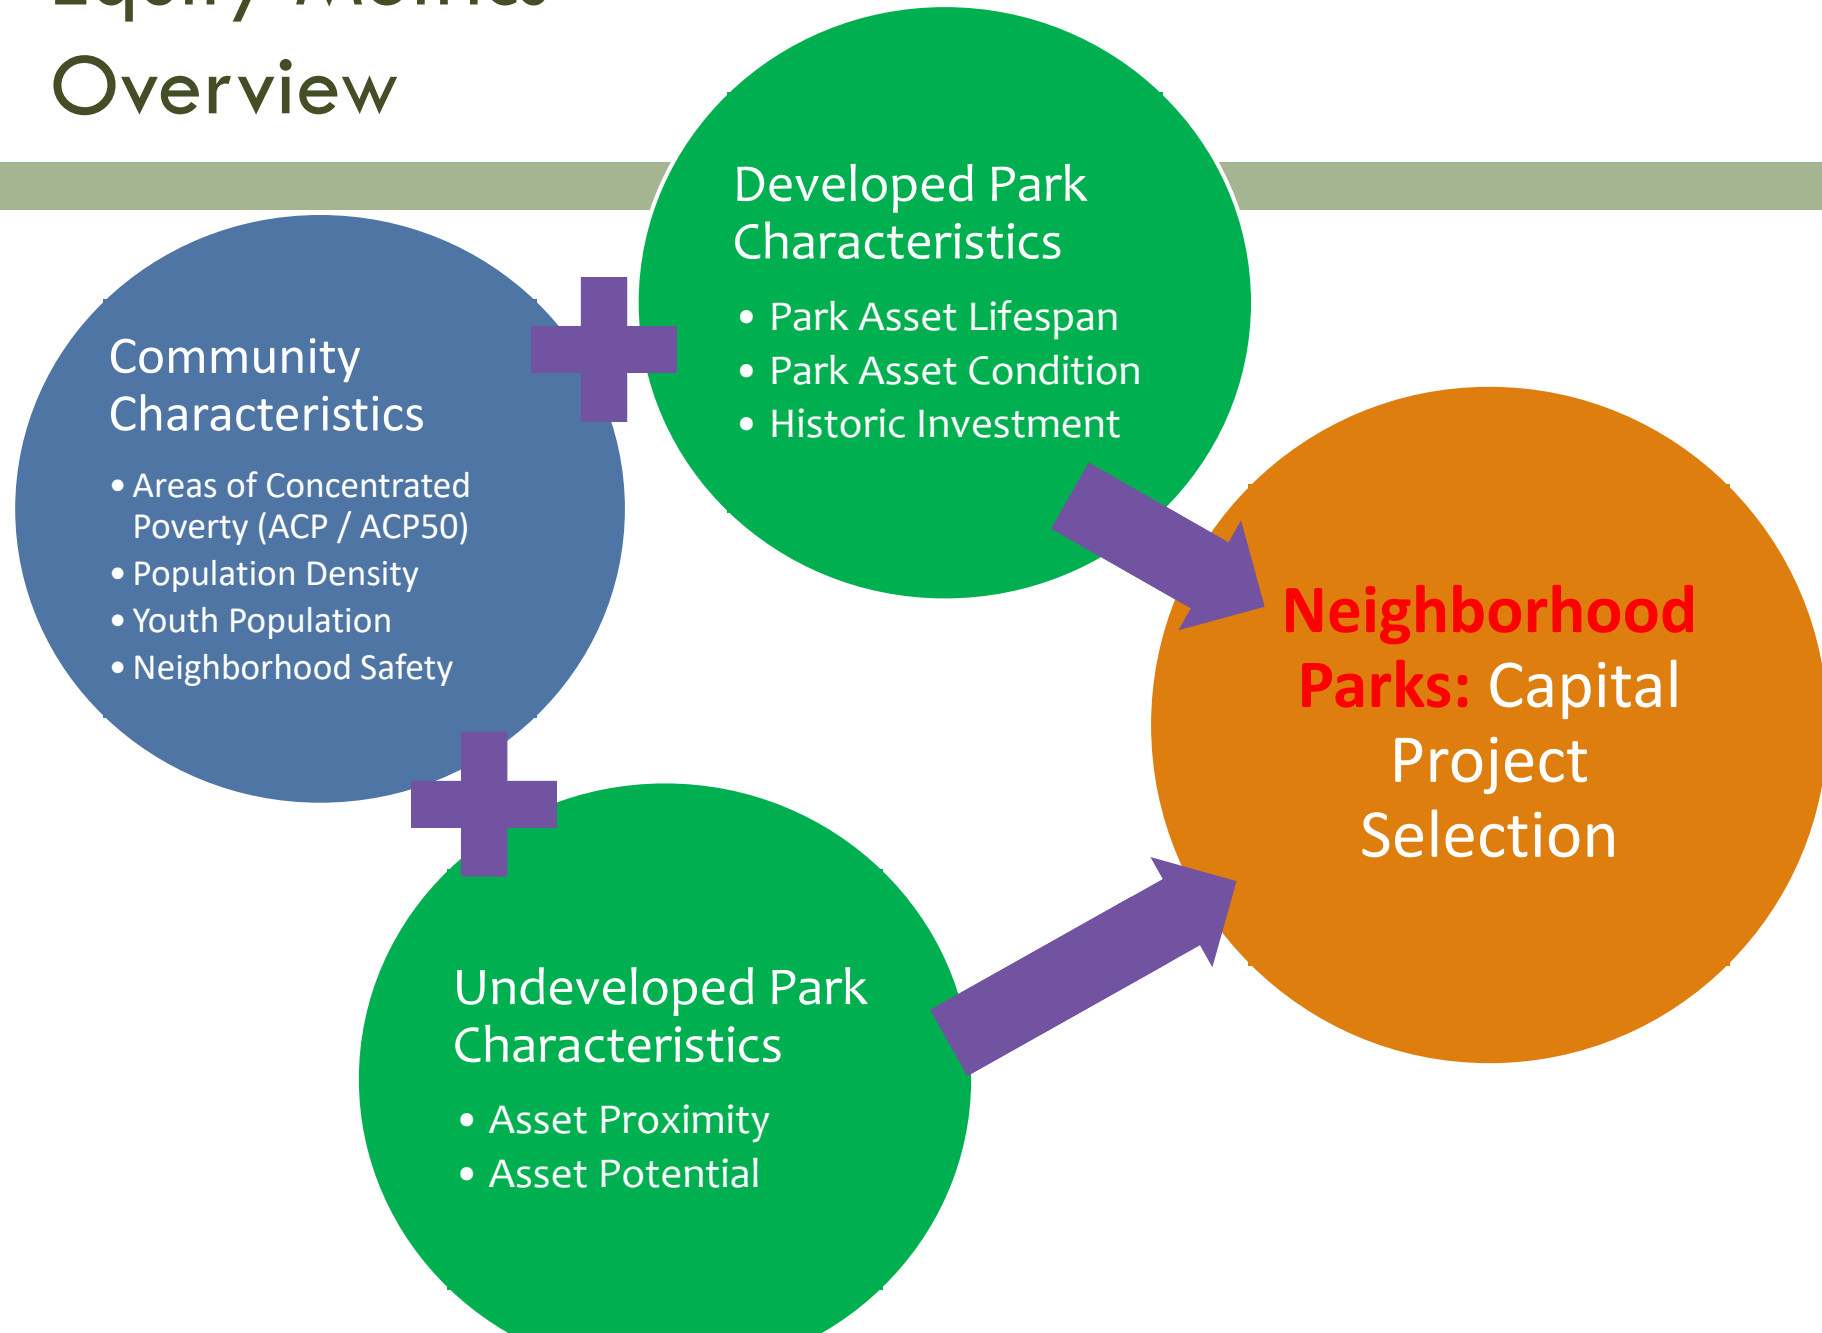 Equity Metrics
Overview
Developed Park
Characteristics
• Park Asset Lifespan
• Park Asset Condition
• Historic Investment
Community
Characteristics
• Areas of Concentrated
Poverty (ACP / ACP50)
• Population Density
• Youth Population
• Neighborhood Safety
Neighborhood
Parks: Capital
Project
Selection
Undeveloped Park
Characteristics
• Asset Proximity
• Asset Potential